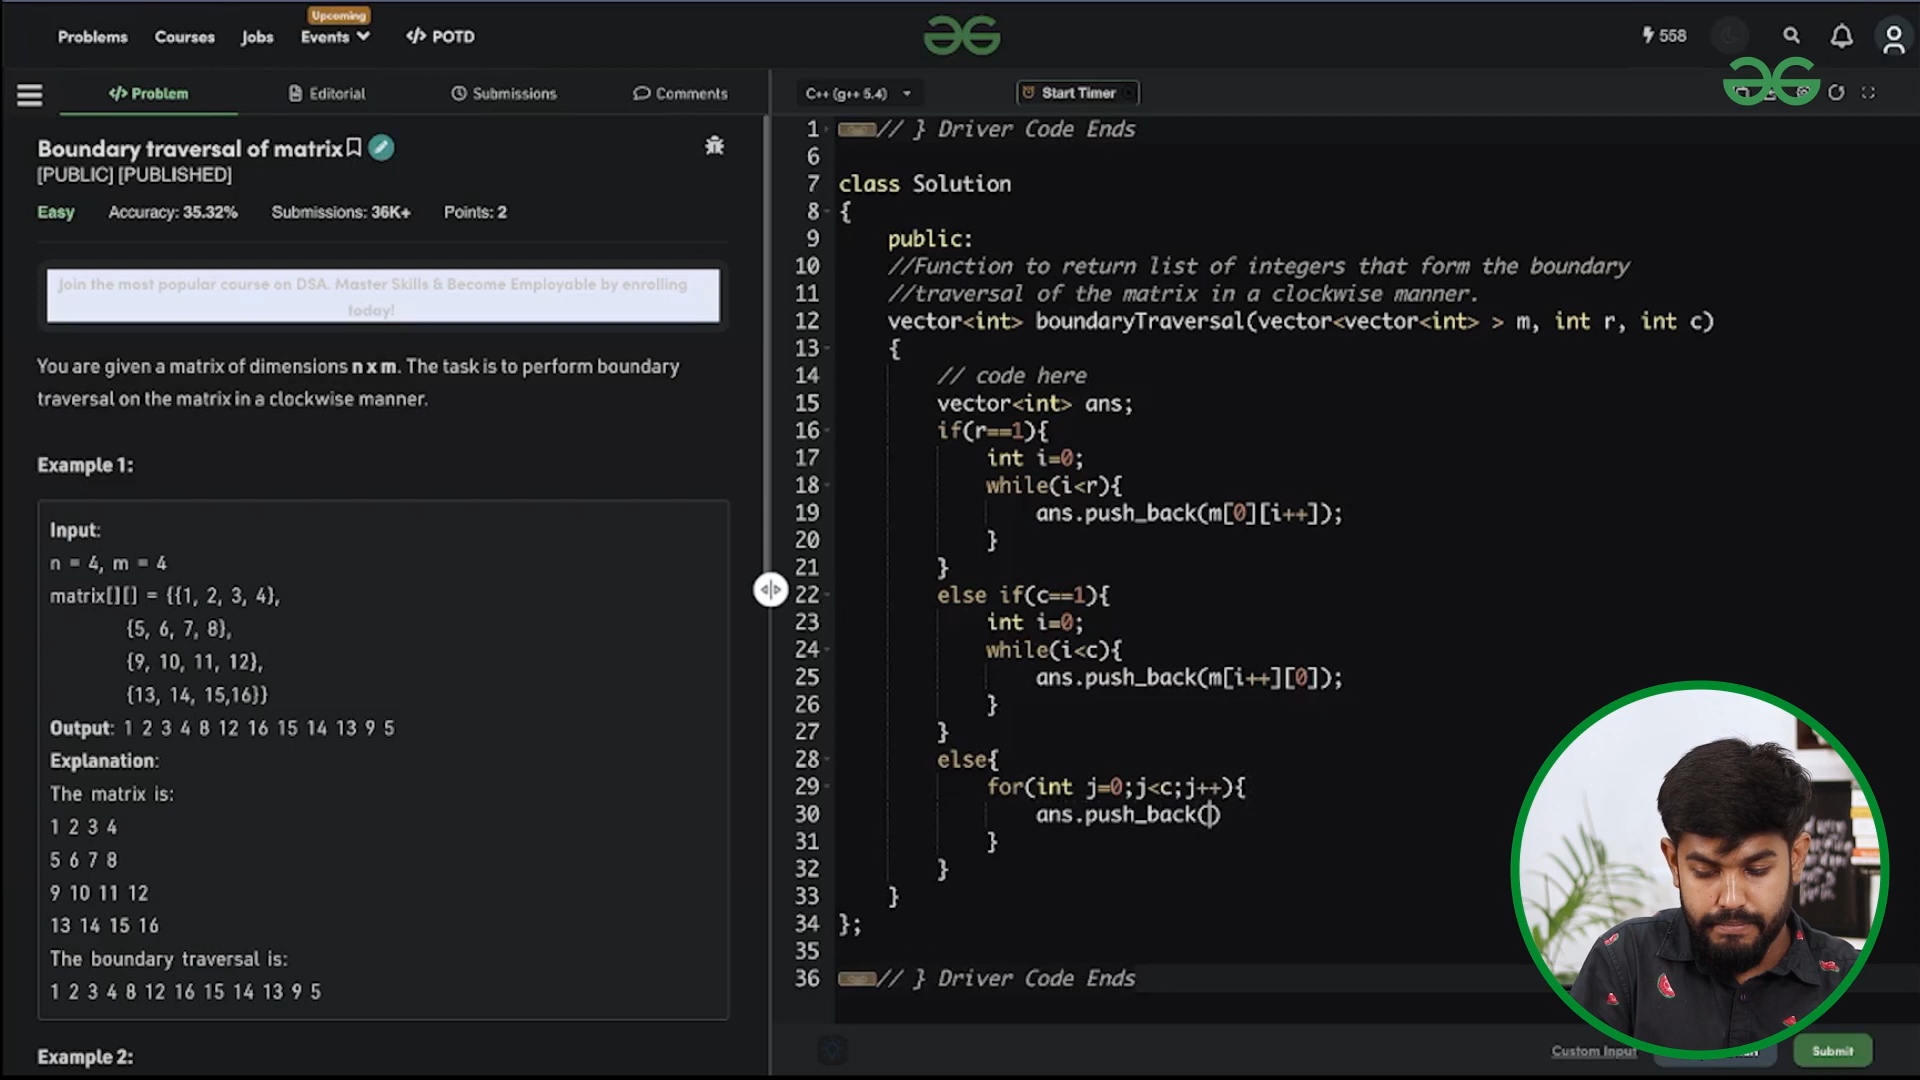 Upcoming
Problems Courses Jobs Events </> POTD
558
</> Problem Editorial Submissions Comments
C++ (g++ 5.4) Start Timer
Boundary traversal of matrix
[PUBLIC] [PUBLISHED]
Easy Accuracy: 35.32% Submissions: 36K+ Points: 2
Join the most popular course on DSA. Master Skills & Become Employable by enrolling
today!
You are given a matrix of dimensions n x m. The task is to perform boundary
traversal on the matrix in a clockwise manner.
Example 1:
Input:
n = 4, m = 4
matrix[][] = {{1, 2, 3, 4},
{5, 6, 7, 8},
{9, 10, 11, 12},
{13, 14, 15,16}}
Output: 1 2 3 4 8 12 16 15 14 13 9 5
Explanation:
The matrix is:
1 2 3 4
5 6 7 8
9 10 11 12
13 14 15 16
The boundary traversal is:
1 2 3 4 8 12 16 15 14 13 9 5
Example 2:
1 // } Driver Code Ends
6
7 class Solution
8 {
9 public:
10 //Function to return list of integers that form the boundary
11 //traversal of the matrix in a clockwise manner.
12 vector<int> boundaryTraversal(vector<vector<int> > m, int r, int c)
13 {
14 // code here
15 vector<int> ans;
16 if(r==1){
17 int i=0;
18 while(i<r){
19 ans.push_back(m[0][i++]);
20 }
21 }
22 else if(c==1){
23 int i=0;
24 while(i<c){
25 ans.push_back(m[i++][0]);
26 }
27 }
28 else{
29 for(int j=0;j<c;j++){
30 ans.push_back()
31 }
32 }
33 }
34 };
35
36 // } Driver Code Ends
Custom Input
Submit